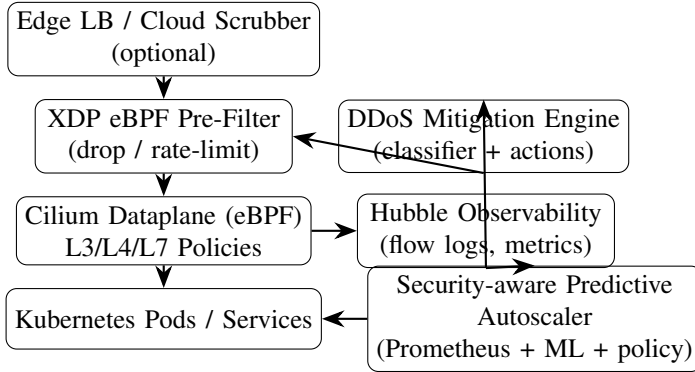 Edge LB / Cloud Scrubber
(optional)
XDP eBPF Pre-Filter
(drop / rate-limit)
DDoS Mitigation Engine
(classifier + actions)
Cilium Dataplane (eBPF)
L3/L4/L7 Policies
Hubble Observability
(flow logs, metrics)
Kubernetes Pods / Services
Security-aware Predictive
Autoscaler
(Prometheus + ML + policy)